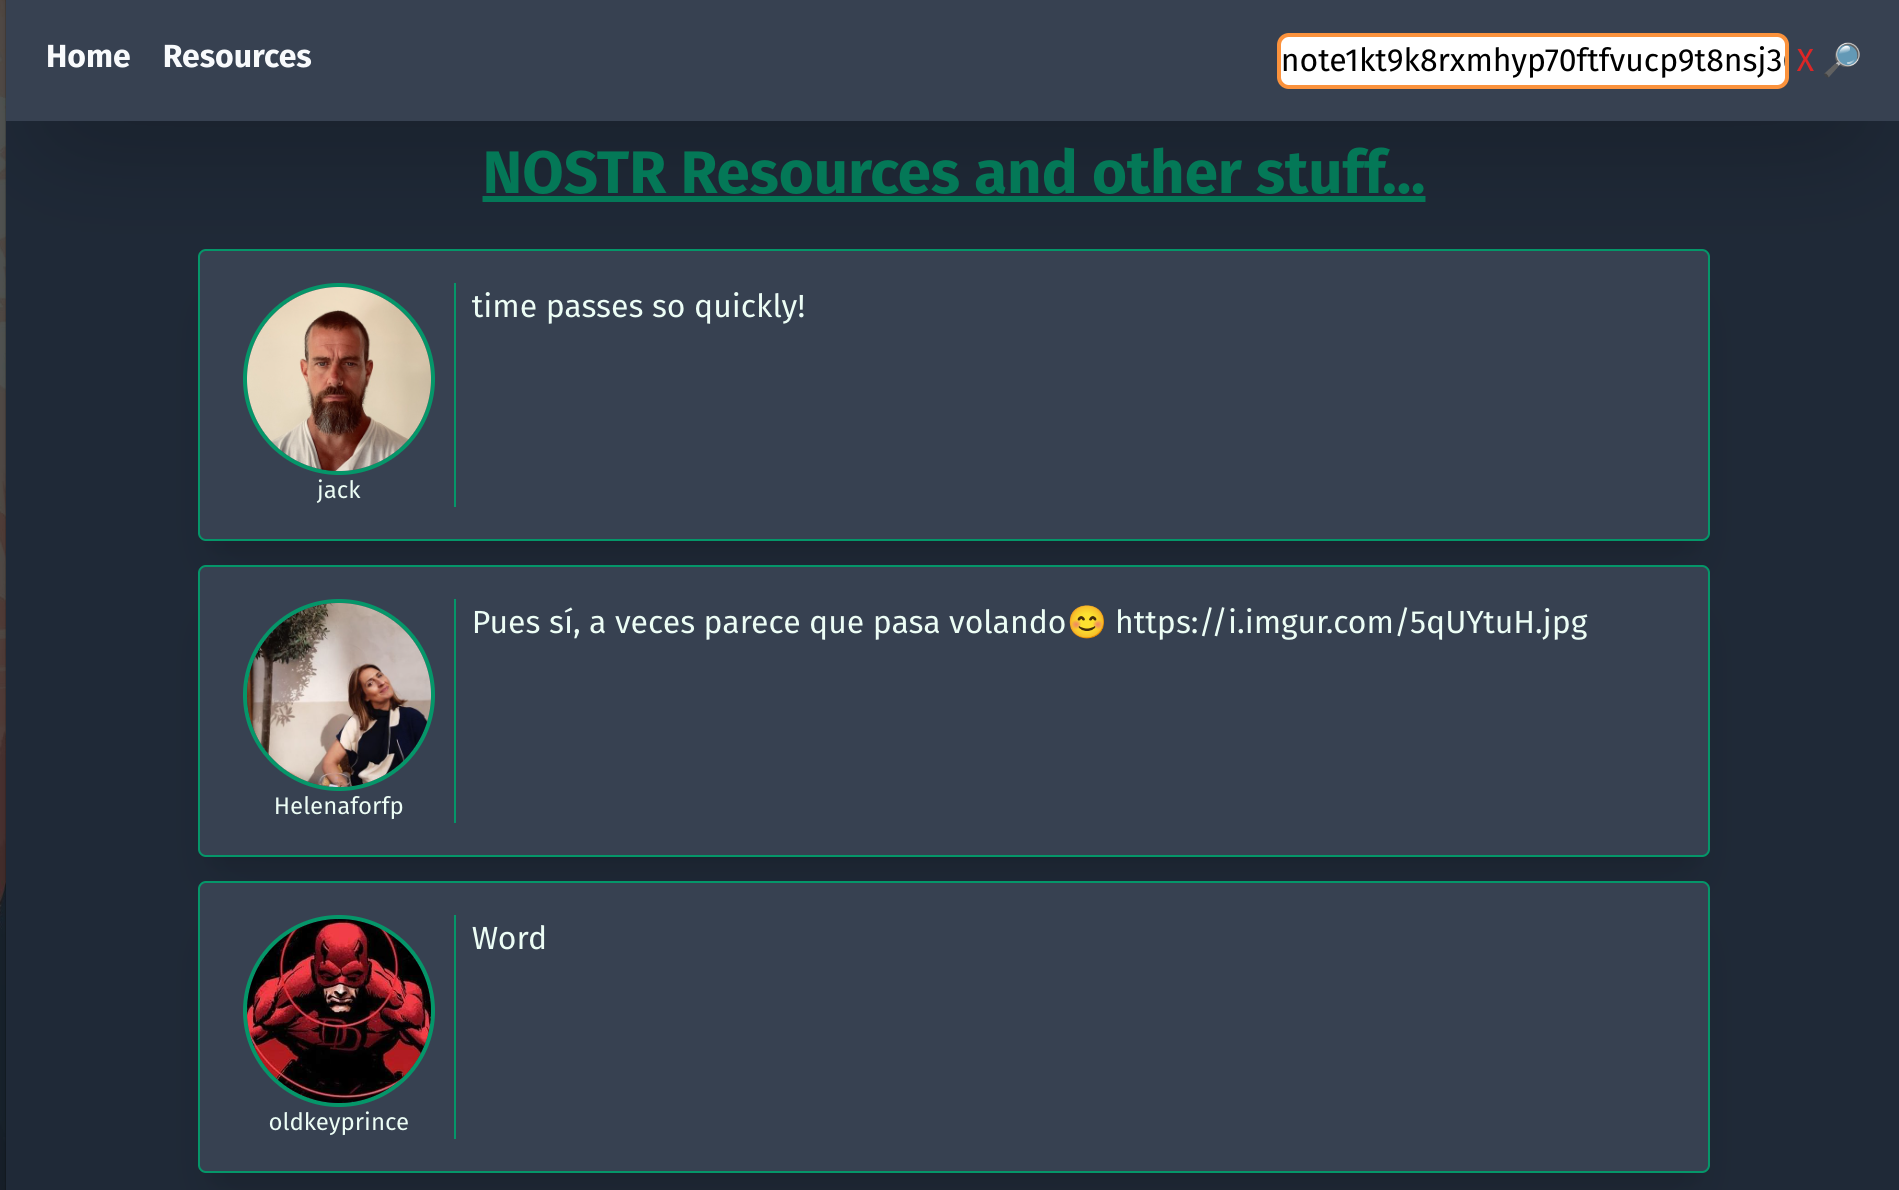 Home Resources note1kt9k8rxmhyp70ftfvucp9t8nsj3 X
NOSTR Resources and other stuff...
time passes so quickly!
jack
Pues sí, a veces parece que pasa volando😊 https://i.imgur.com/5qUYtuH.jpg
Helenaforfp
Word
oldkeyprince